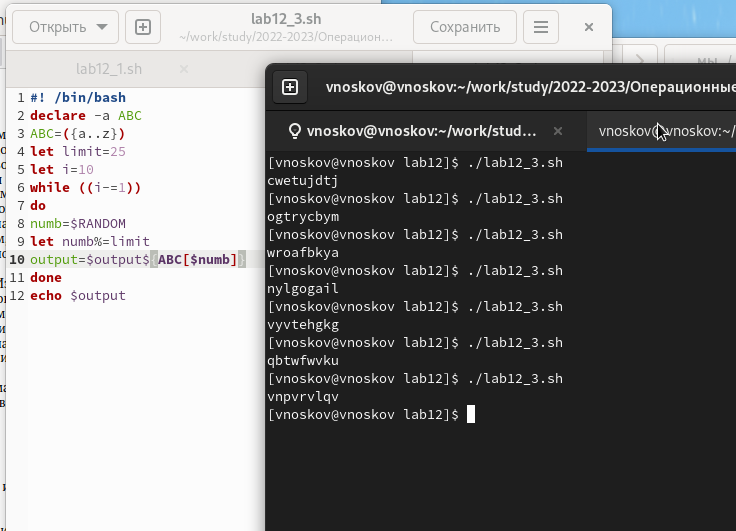 Открыть
lab12_3.sh
~/work/study/2022-2023/Операцион...
Сохранить
lab12_1.sh
1 #! /bin/bash
2 declare -a ABC
3 ABC=({a..z})
4 let limit=25
5 let i=10
6 while ((i-=1))
7 do
8 numb=$RANDOM
9 let numb%=limit
10 output=$output${ABC[$numb]}
11 done
12 echo $output
vnoskov@vnoskov:~/work/study/2022-2023/Операционные
vnoskov@vnoskov:~/work/stud...
vnoskov@vnoskov:~/
[vnoskov@vnoskov lab12]$ ./lab12_3.sh
cwetujdtj
[vnoskov@vnoskov lab12]$ ./lab12_3.sh
ogtrycbym
[vnoskov@vnoskov lab12]$ ./lab12_3.sh
wroafbkya
[vnoskov@vnoskov lab12]$ ./lab12_3.sh
nylgogail
[vnoskov@vnoskov lab12]$ ./lab12_3.sh
vyvtehgkg
[vnoskov@vnoskov lab12]$ ./lab12_3.sh
qbtwfwvku
[vnoskov@vnoskov lab12]$ ./lab12_3.sh
vnpvrvlqv
[vnoskov@vnoskov lab12]$